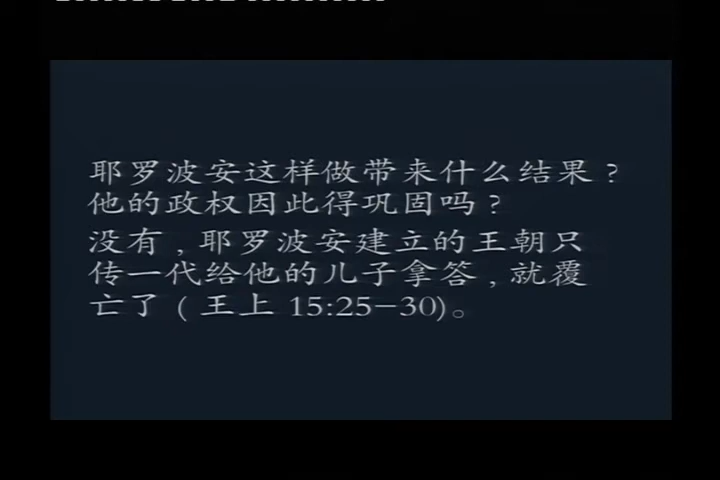 耶罗波安这样做带来什么结果？
他的政权因此得巩固吗？
没有，耶罗波安建立的王朝只
传一代给他的儿子拿答，就覆
亡了（王上 15:25-30）。